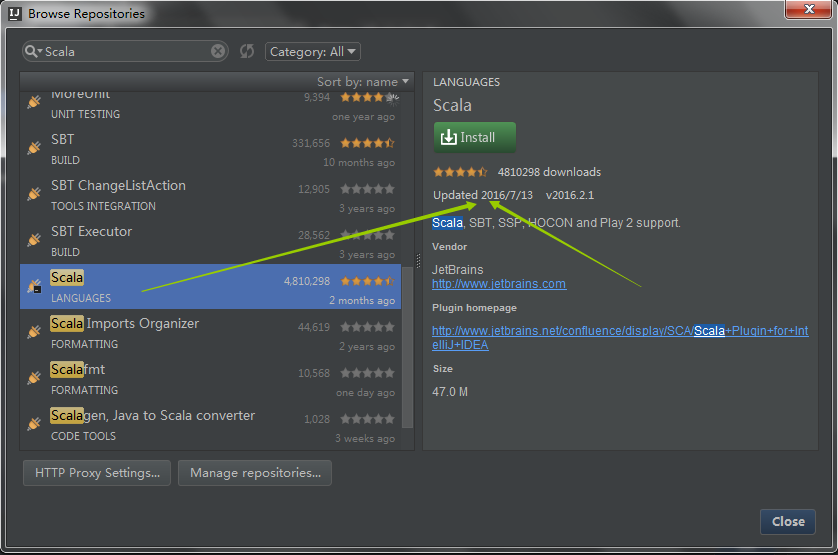 IJ Browse Repositories
Scala
Category: All
Sort by: name
MoreUnit 9,394
UNIT TESTING one year ago
SBT 331,656
BUILD 10 months ago
SBT ChangeListAction 12,905
TOOLS INTEGRATION 3 years ago
SBT Executor 28,562
BUILD 3 years ago
Scala 4,810,298
LANGUAGES 2 months ago
Scala Imports Organizer 44,619
FORMATTING 2 years ago
Scalafmt 10,568
FORMATTING one day ago
Scalagen, Java to Scala converter 1,028
CODE TOOLS 3 weeks ago
HTTP Proxy Settings...
Manage repositories...
LANGUAGES
Scala
Install
4810298 downloads
Updated 2016/7/13 v2016.2.1
Scala, SBT, SSP, HOCON and Play 2 support.
Vendor
JetBrains
http://www.jetbrains.com
Plugin homepage
http://www.jetbrains.net/confluence/display/SCA/Scala+Plugin+for+Int
elliJ+IDEA
Size
47.0 M
Close